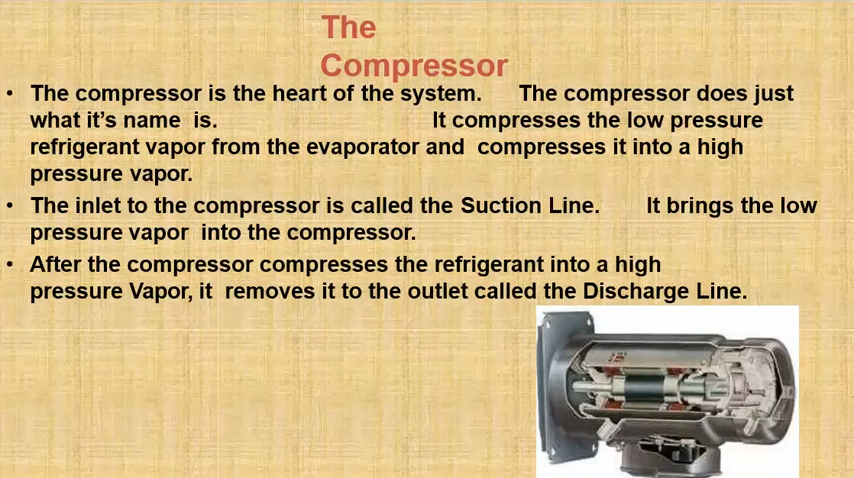 The
Compressor
• The compressor is the heart of the system. The compressor does just
what it’s name is. It compresses the low pressure
refrigerant vapor from the evaporator and compresses it into a high
pressure vapor.
• The inlet to the compressor is called the Suction Line. It brings the low
pressure vapor into the compressor.
• After the compressor compresses the refrigerant into a high
pressure Vapor, it removes it to the outlet called the Discharge Line.